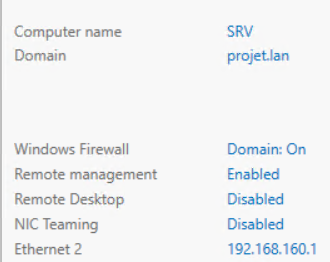 Computer name SRV
Domain projet.lan
Windows Firewall Domain: On
Remote management Enabled
Remote Desktop Disabled
NIC Teaming Disabled
Ethernet 2 192.168.160.1